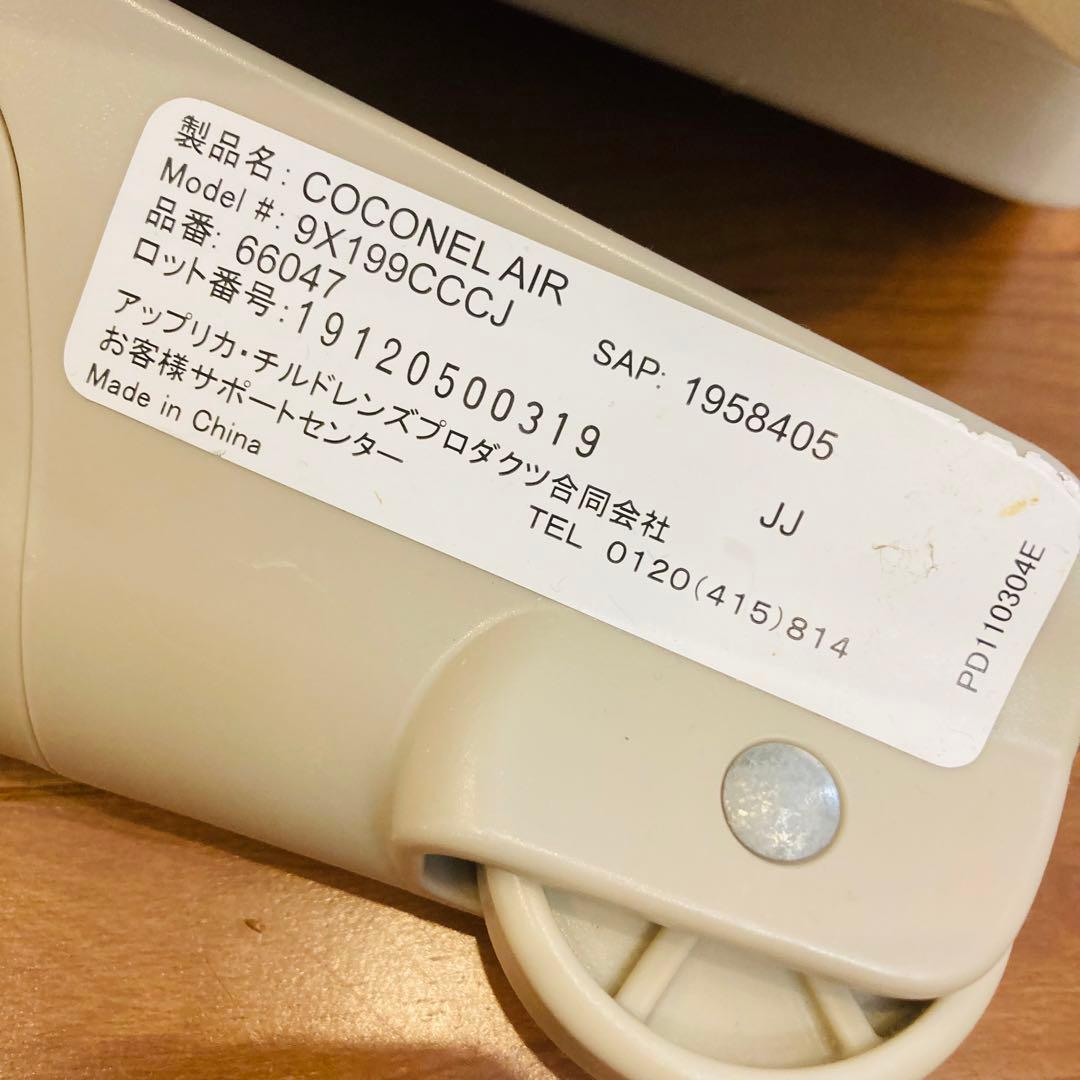 製品名: COCONEL AIR
Model #: 9X199CCCJ
品番: 66047
SAP: 1958405
ロット番号:191205000319
JJ
アップリカ・チルドレンズプロダクツ合同会社
お客様サポートセンター
TEL 0120(415)814
Made in China
PD110304E